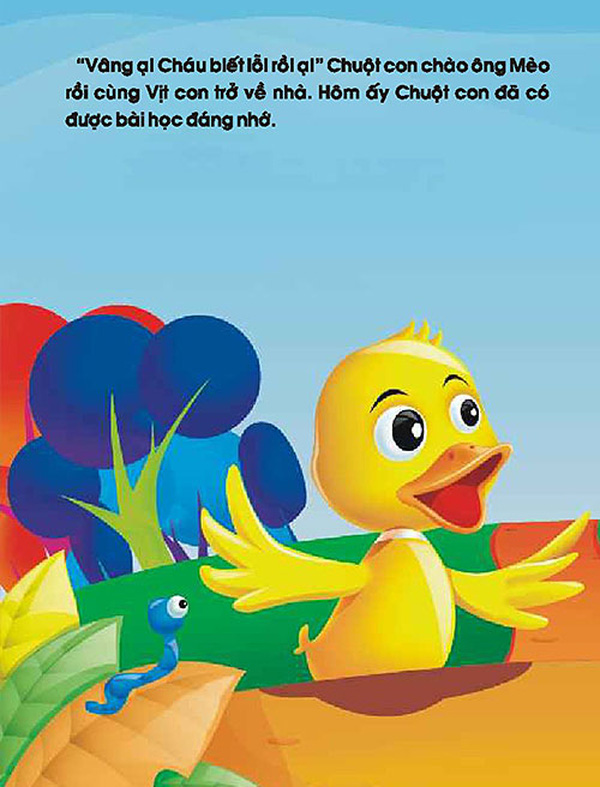 “Vâng ạ! Cháu biết lỗi rồi ạ!” Chuột con chào ông Mèo
rồi cùng Vịt con trở về nhà. Hôm ấy Chuột con đã có
được bài học đáng nhớ.